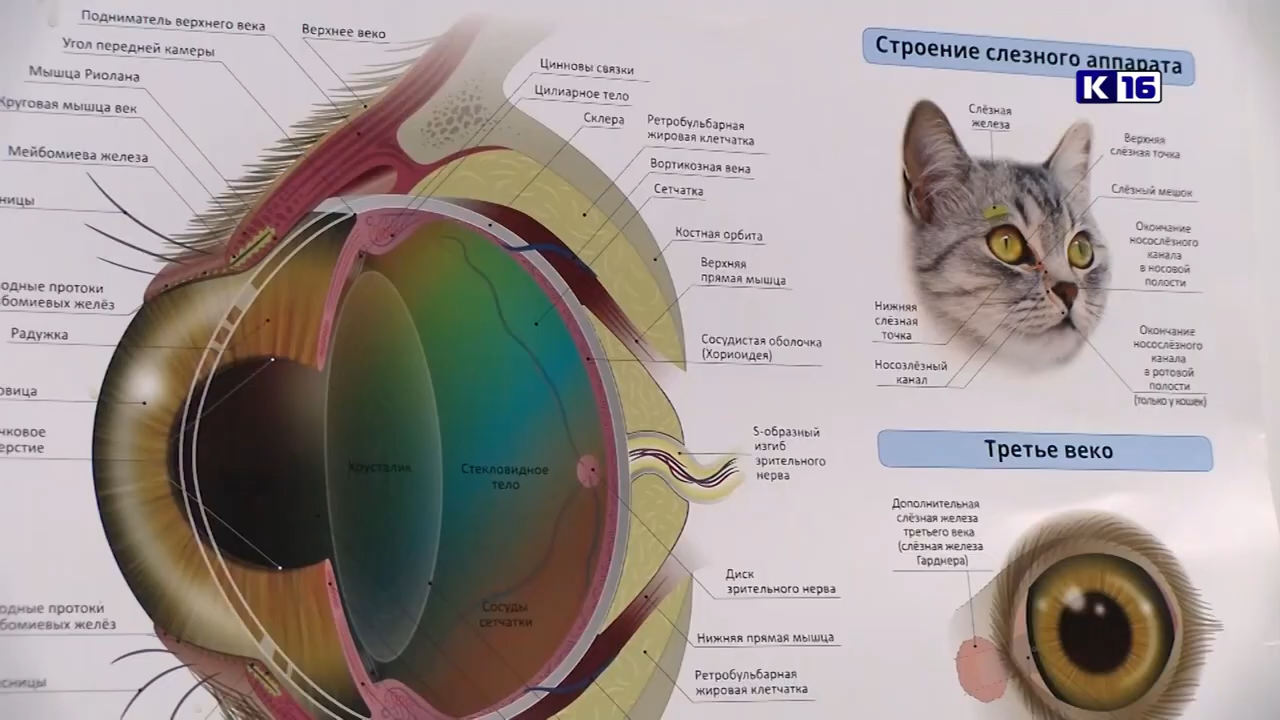 Подниматель верхнего века
Верхнее веко
Угол передней камеры
Мышца Риолана
Круговая мышца век
Мейбомиева железа
Цинновы связки
Цилиарное тело
Склера
Ретробульбарная
жировая клетчатка
Вортикозная вена
Сетчатка
Костная орбита
Верхняя
прямая мышца
Радужка
Сосудистая оболочка
(Хориоидея)
S-образный
изгиб
зрительного
нерва
Хрусталик
Стекловидное
тело
Сосуды
сетчатки
Диск
зрительного нерва
Нижняя прямая мышца
Ретробульбарная
жировая клетчатка
Строение слезного аппарата
К 16
Слёзная
железа
Верхняя
слёзная точка
Слёзный мешок
Окончание
носослёзного
канала
в носовой
полости
Нижняя
слёзная
точка
Носозлёзный
канал
Окончание
носослёзного
канала
в ротовой
полости
(только у кошек)
Третье веко
Дополнительная
слёзная железа
третьего века
(слёзная железа
Гарднера)